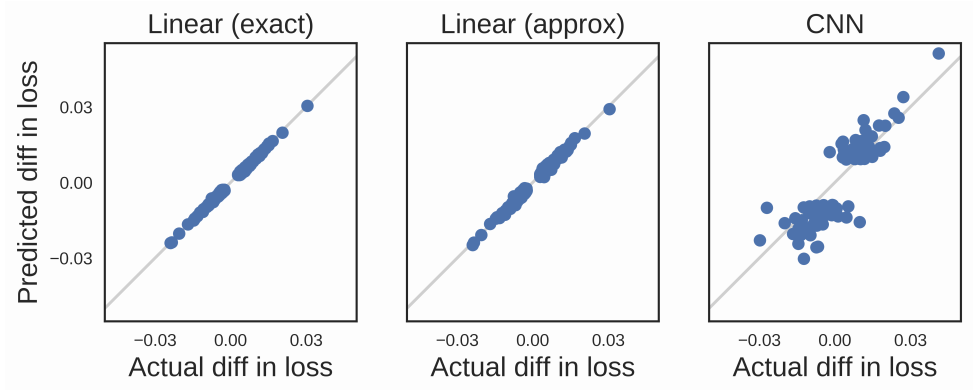 Linear (exact)
Linear (approx)
CNN
Predicted diff in loss
0.03
0.00
−0.03
−0.03 0.00 0.03
−0.03 0.00 0.03
−0.03 0.00 0.03
Actual diff in loss
Actual diff in loss
Actual diff in loss